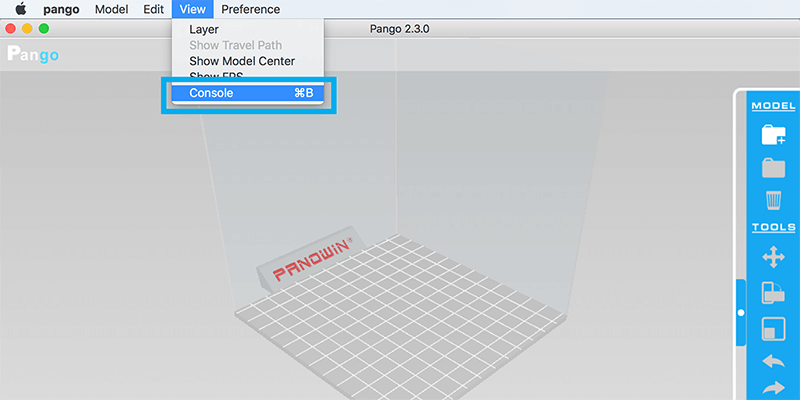 pango Model Edit View Preference
Pango 2.3.0
Pango
Layer
Show Travel Path
Show Model Center
Show FPS
Console ⌘B
MODEL
TOOLS
PANOWIN